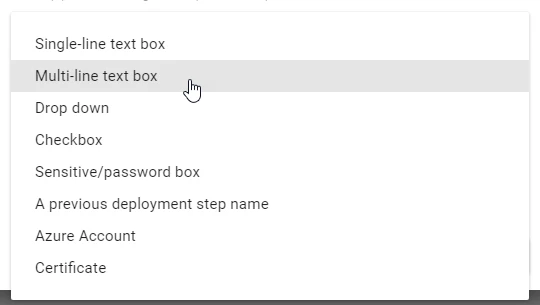 Single-line text box
Multi-line text box
Drop down
Checkbox
Sensitive/password box
A previous deployment step name
Azure Account
Certificate